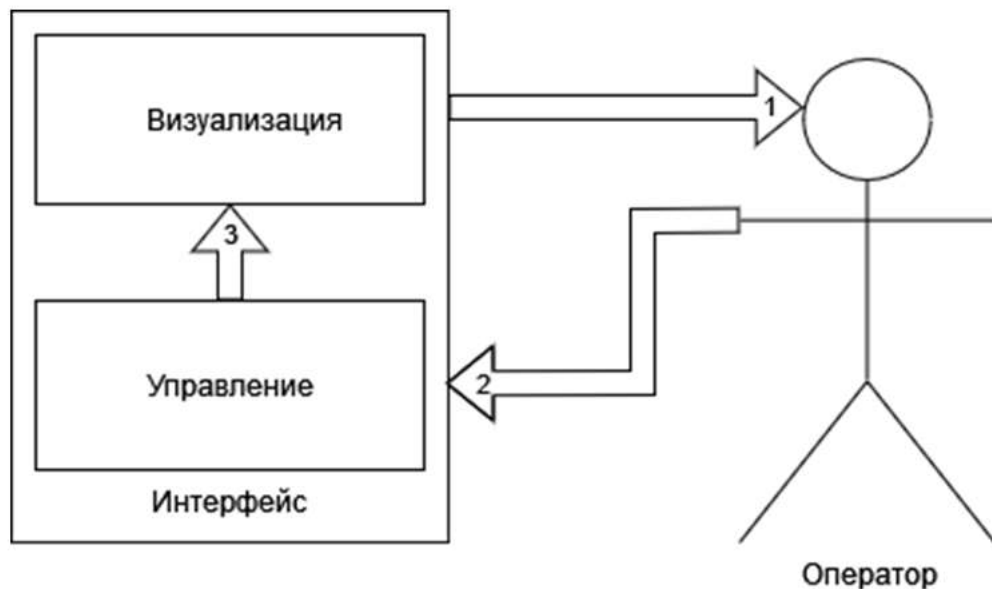 Визуализация
1
3
Управление
2
Интерфейс
Оператор